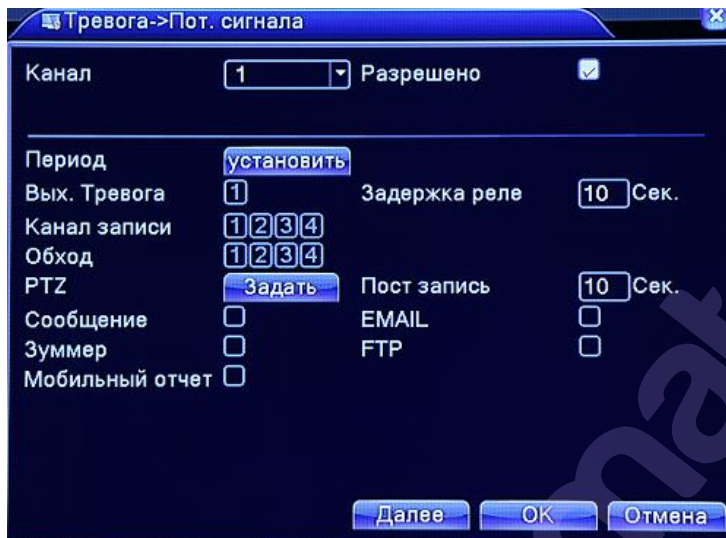 Тревога->Пот. сигнала
Канал 1 Разрешено
Период установить
Вых. Тревога 1 Задержка реле 10 Сек.
Канал записи 1 2 3 4
Обход 1 2 3 4
PTZ Задать Пост запись 10 Сек.
Сообщение EMAIL
Зуммер FTP
Мобильный отчет
Далее OK Отмена